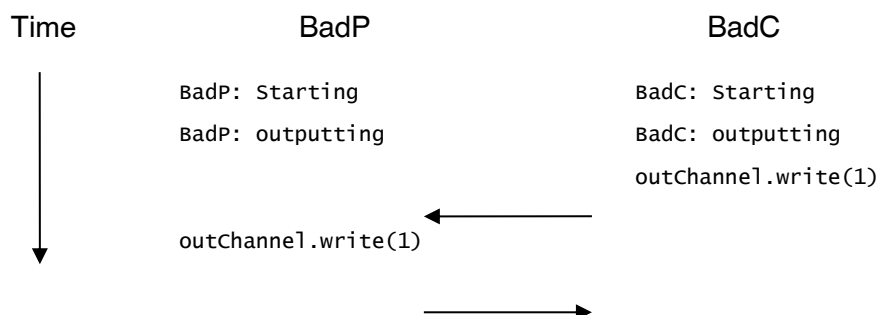 Time BadP BadC
BadP: Starting BadC: Starting
BadP: outputting BadC: outputting
outChannel.write(1)
outChannel.write(1)